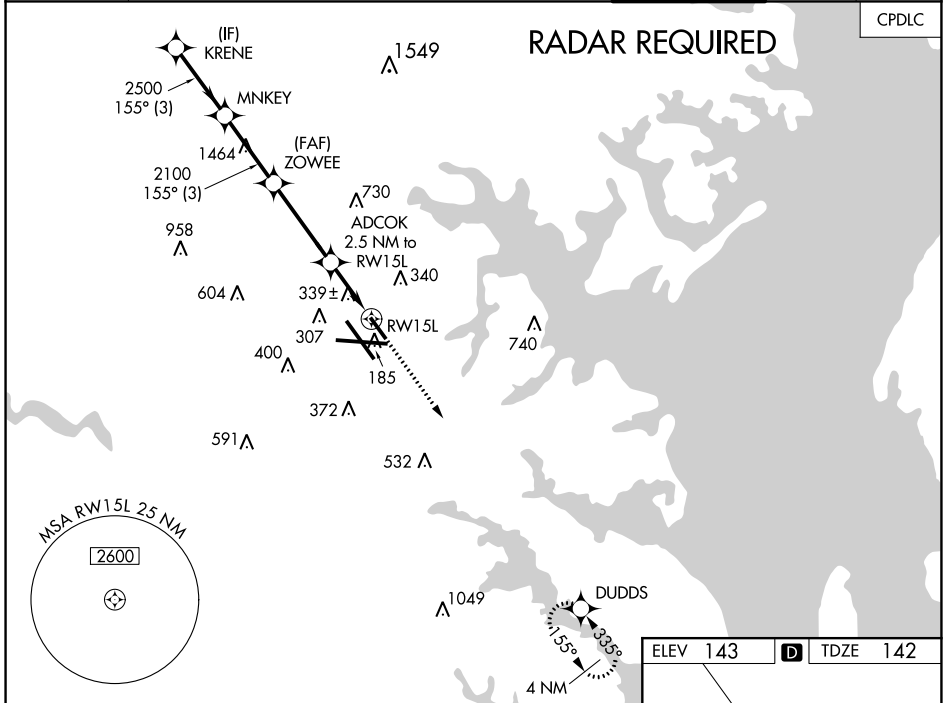 CPDLC
RADAR REQUIRED
(IF)
KRENE
1549
2500
155° (3)
MNKEY
1464
(FAF)
ZOWEE
2100
155° (3)
730
958
ADCOK
2.5 NM to
RW15L
340
604
339±
307
RW15L
740
400
185
372
591
532
MSA RW15L 25 NM
2600
1049
DUDDS
155°
335°
4 NM
ELEV 143
D
TDZE 142